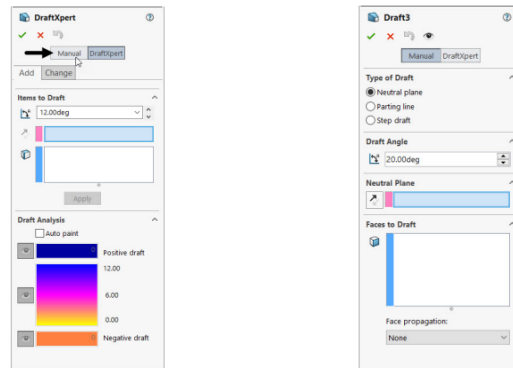 DraftXpert
Manual DraftXpert
Add Change
Items to Draft
12.00deg
Apply
Draft Analysis
Auto paint
0 Positive draft
12.00
6.00
0.00
0 Negative draft
Draft3
Manual DraftXpert
Type of Draft
Neutral plane
Parting line
Step draft
Draft Angle
20.00deg
Neutral Plane
Faces to Draft
Face propagation:
None